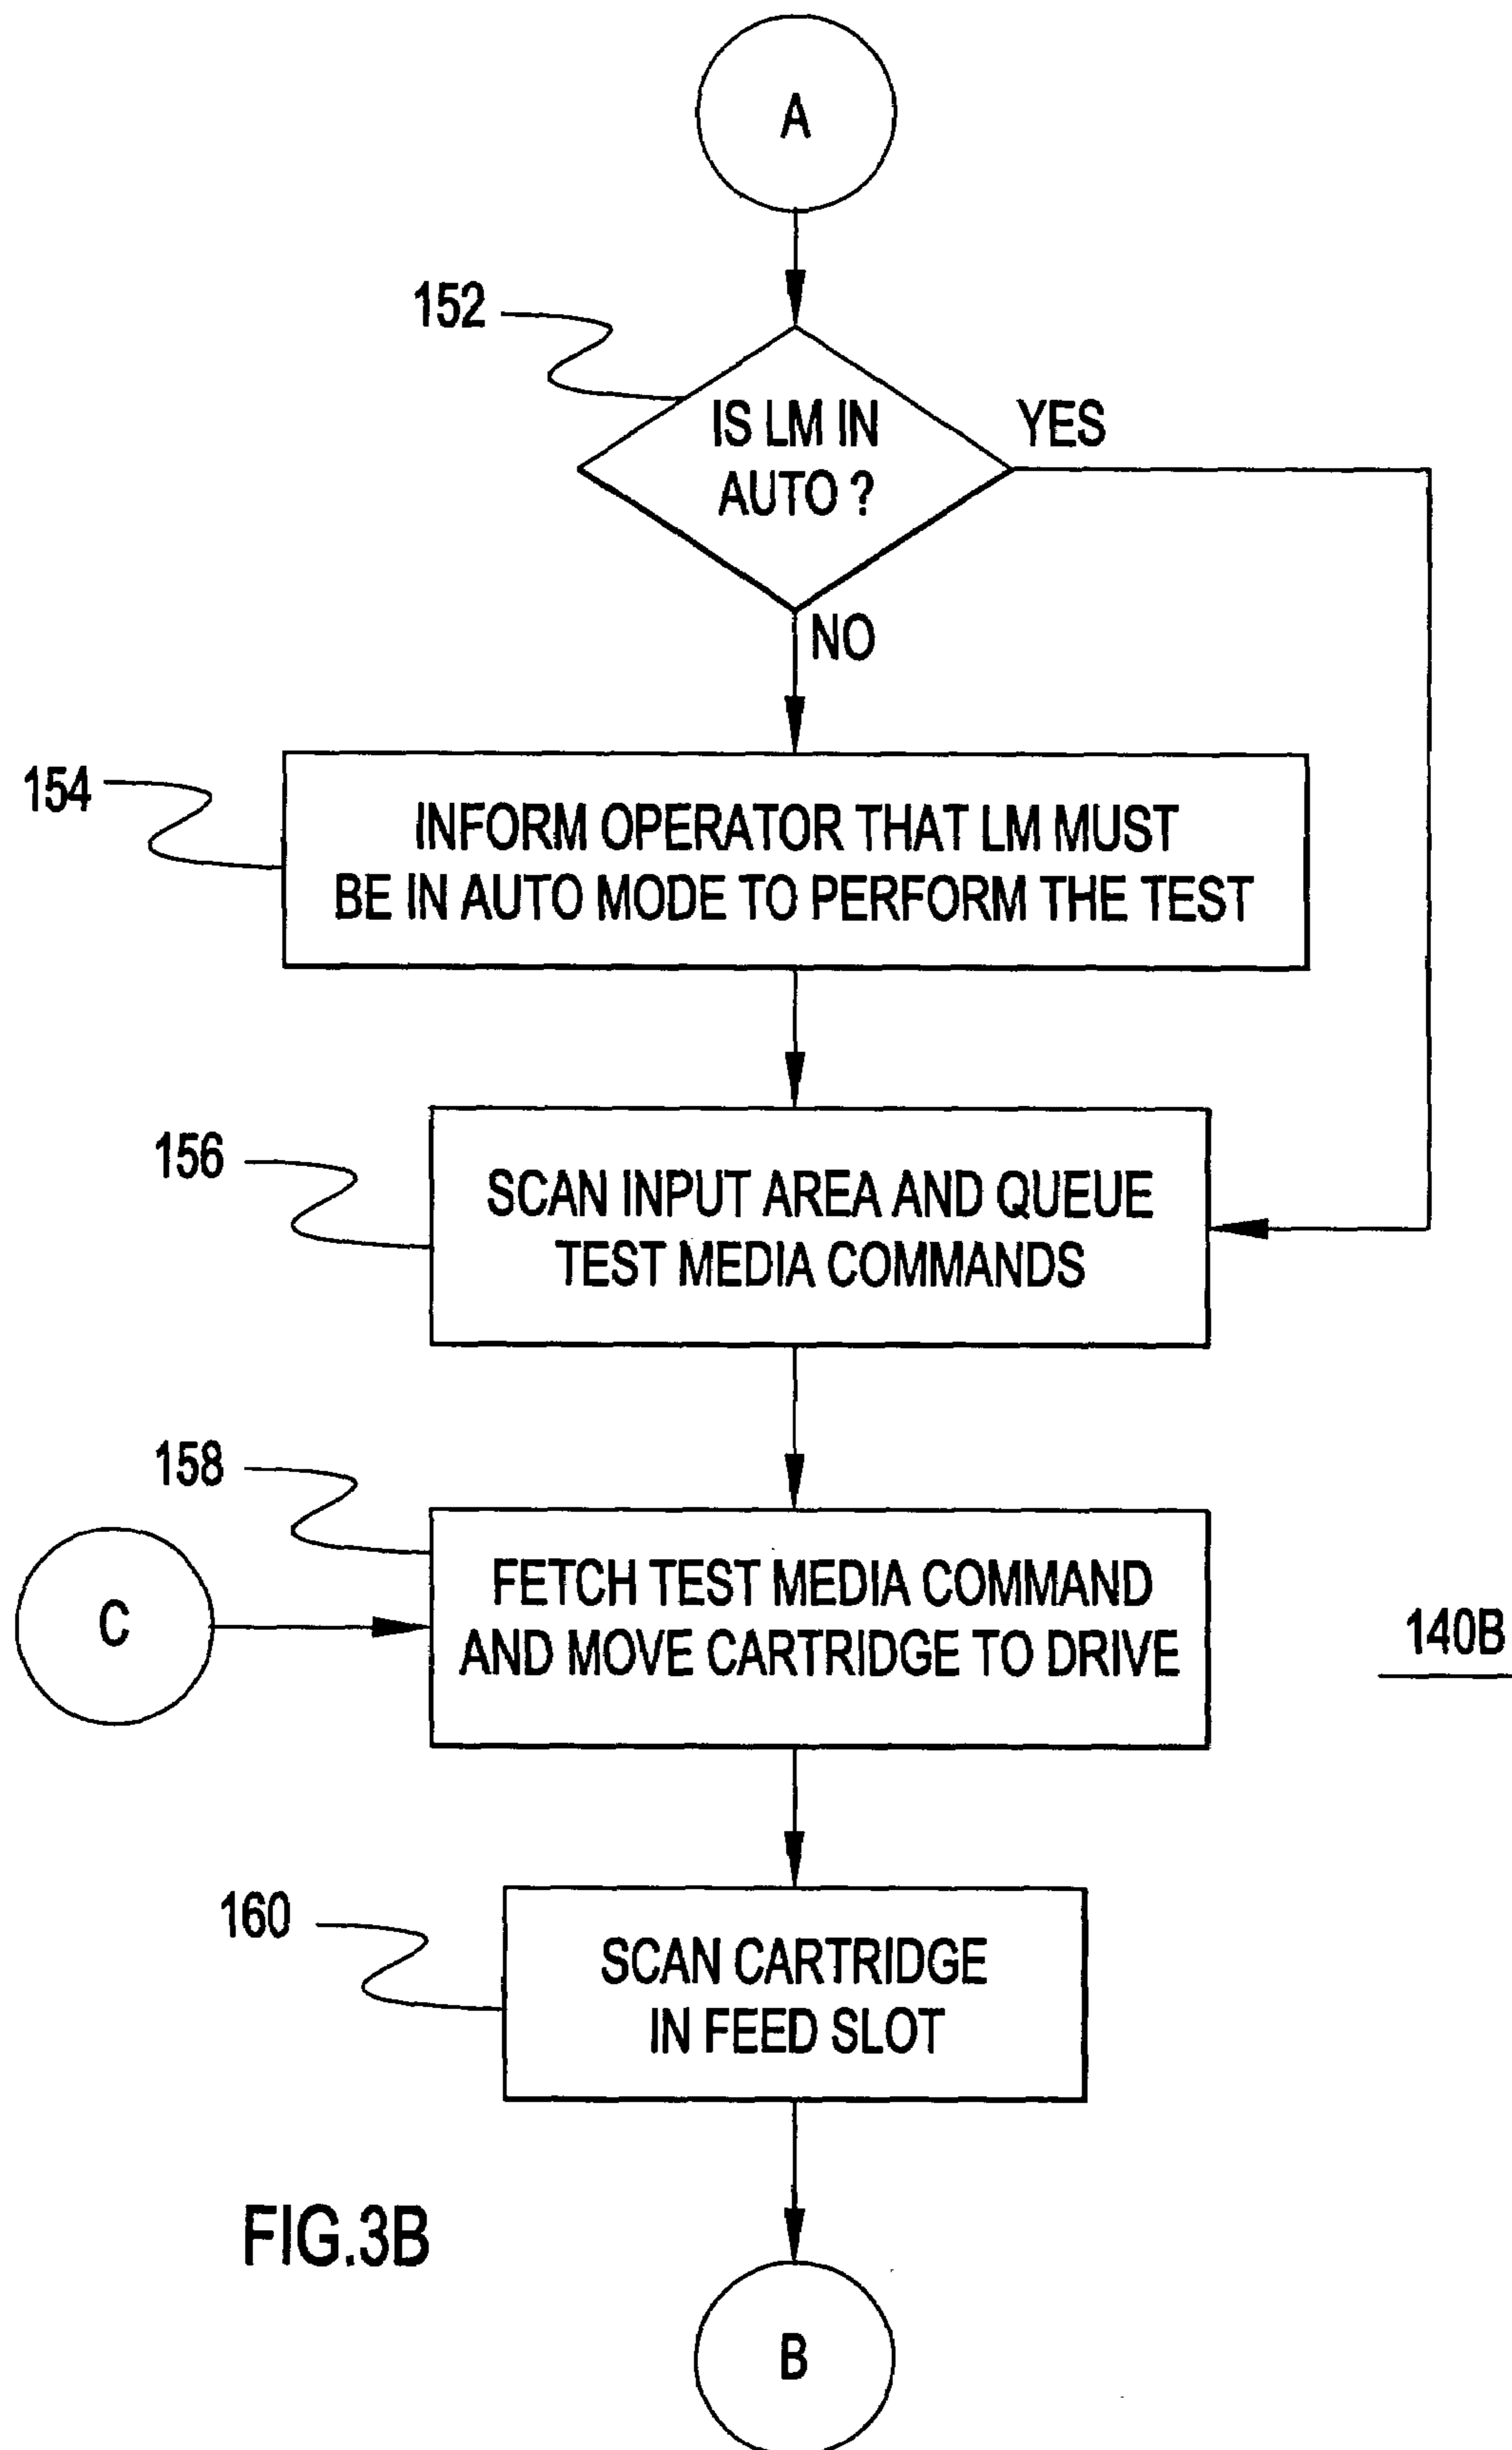 A
152
IS LM IN
AUTO ?
YES
NO
154
INFORM OPERATOR THAT LM MUST
BE IN AUTO MODE TO PERFORM THE TEST
156
SCAN INPUT AREA AND QUEUE
TEST MEDIA COMMANDS
158
C
FETCH TEST MEDIA COMMAND
AND MOVE CARTRIDGE TO DRIVE
140B
160
SCAN CARTRIDGE
IN FEED SLOT
FIG.3B
B